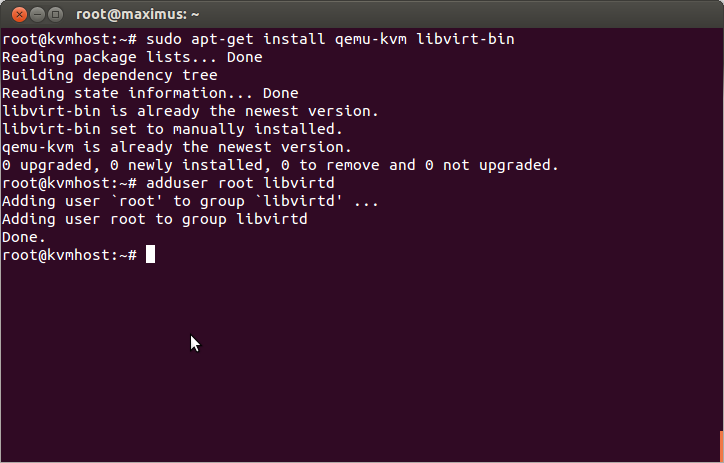 root@maximus: ~
root@kvmhost:~# sudo apt-get install qemu-kvm libvirt-bin
Reading package lists... Done
Building dependency tree
Reading state information... Done
libvirt-bin is already the newest version.
libvirt-bin set to manually installed.
qemu-kvm is already the newest version.
0 upgraded, 0 newly installed, 0 to remove and 0 not upgraded.
root@kvmhost:~# adduser root libvirtd
Adding user `root' to group `libvirtd' ...
Adding user root to group libvirtd
Done.
root@kvmhost:~#